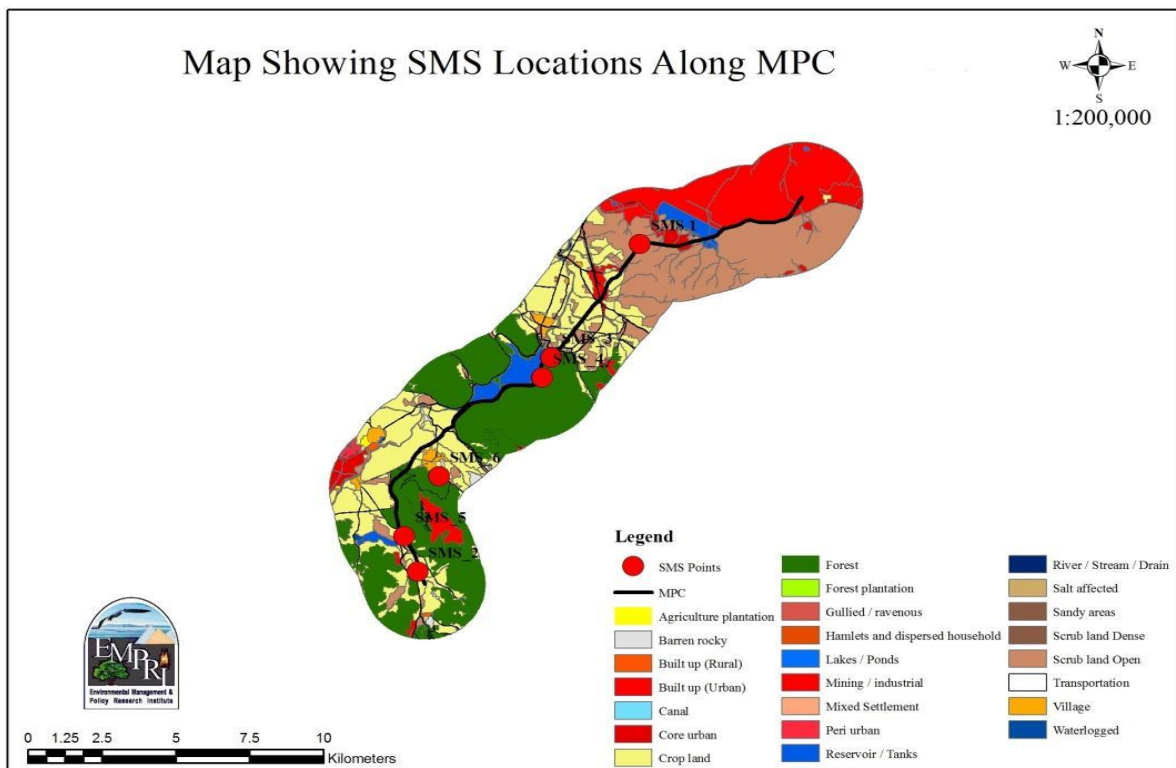 Map Showing SMS Locations Along MPC
N
W E
S
1:200,000
SMS 1
SMS_3
SMS_4
SMS_6
SMS_5
SMS_2
Legend
SMS Points
MPC
Agriculture plantation
Barren rocky
Built up (Rural)
Built up (Urban)
Canal
Core urban
Crop land
Forest
Forest plantation
Gullied / ravenous
Hamlets and dispersed household
Lakes / Ponds
Mining / industrial
Mixed Settlement
Peri urban
Reservoir / Tanks
River / Stream / Drain
Salt affected
Sandy areas
Scrub land Dense
Scrub land Open
Transportation
Village
Waterlogged
EMPRI
Environmental Management &
Policy Research Institute
0 1.25 2.5 5 7.5 10
Kilometers